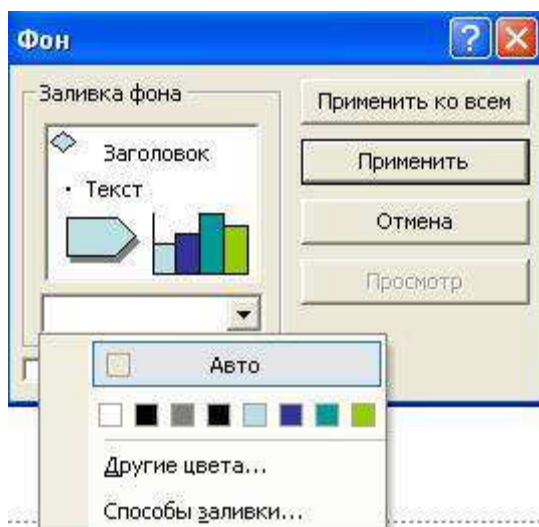 Фон
Заливка фона
Заголовок
· Текст
Применить ко всем
Применить
Отмена
Просмотр
Авто
Другие цвета...
Способы заливки...